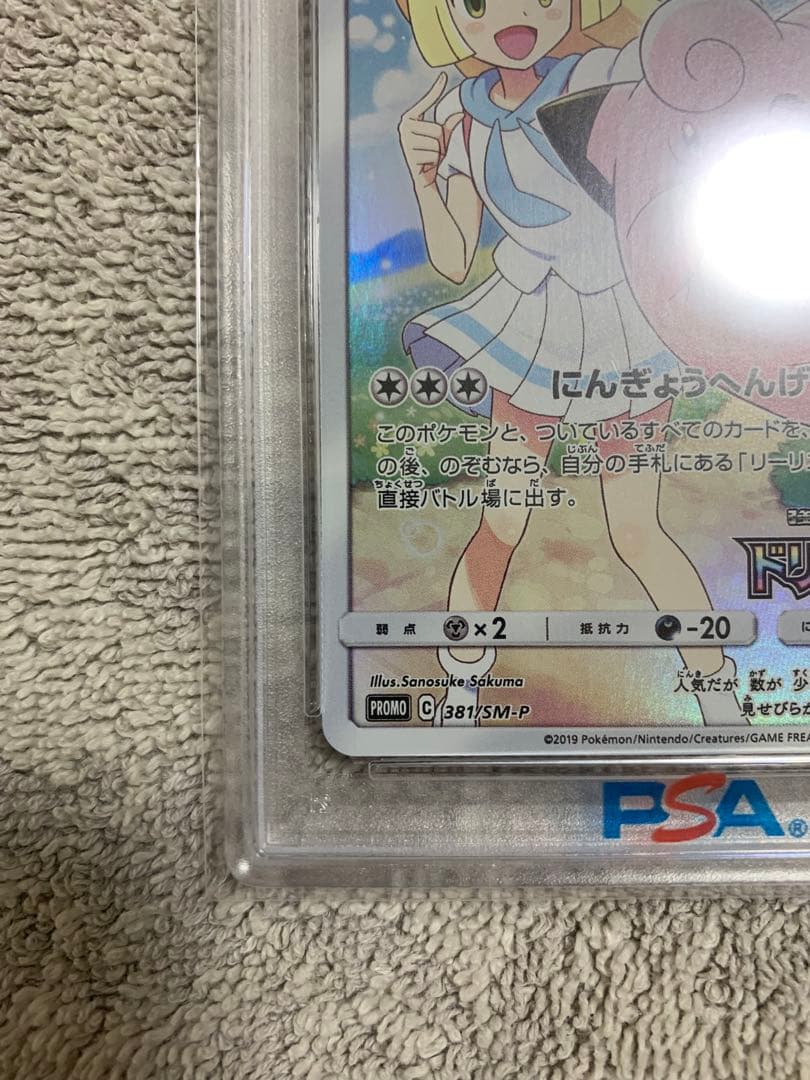 にんぎょうへんげ
このポケモンと、ついているすべてのカードを、
の後、のぞむなら、自分の手札にある「リーリエ
直接バトル場に出す。
ドリ
弱点 ×2 抵抗力 -20
Illus.Sanosuke Sakuma
人気だが 数が 少
PROMO C 381/SM-P
見せびらか
©2019 Pokémon/Nintendo/Creatures/GAME FREA
PSA®